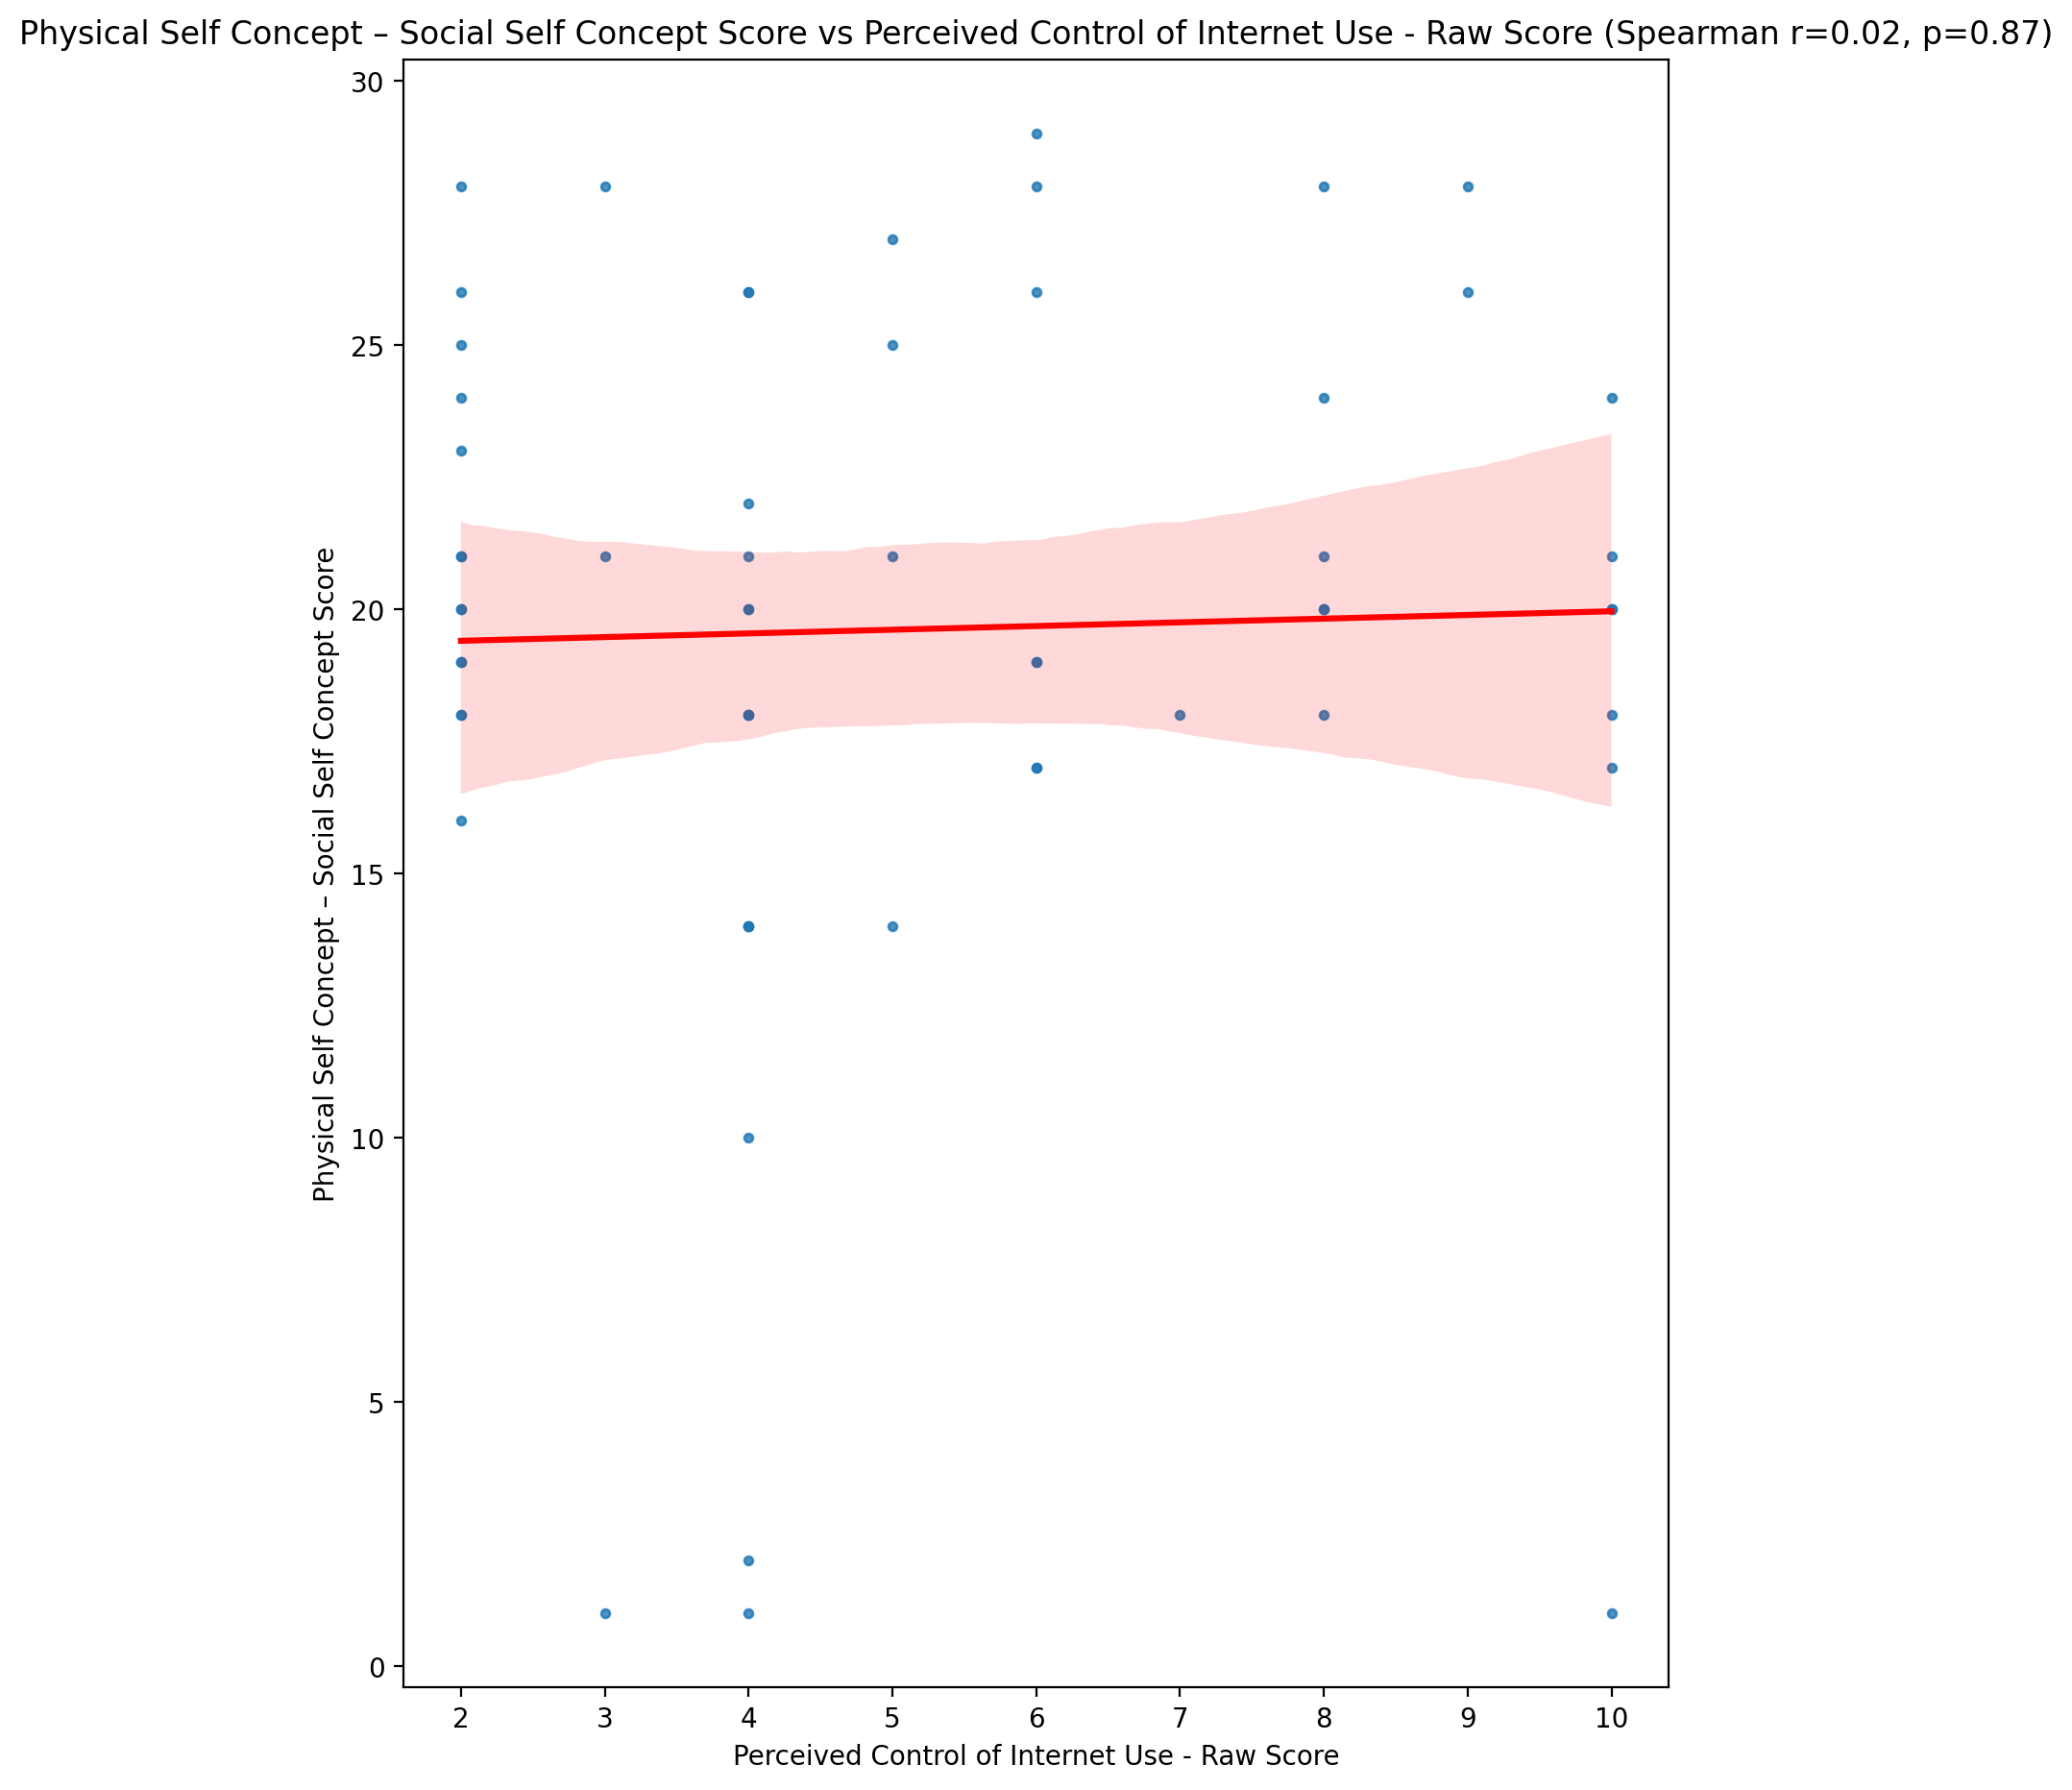 Physical Self Concept – Social Self Concept Score vs Perceived Control of Internet Use - Raw Score (Spearman r=0.02, p=0.87)
Physical Self Concept – Social Self Concept Score
30
25
20
15
10
5
0
2 3 4 5 6 7 8 9 10
Perceived Control of Internet Use - Raw Score